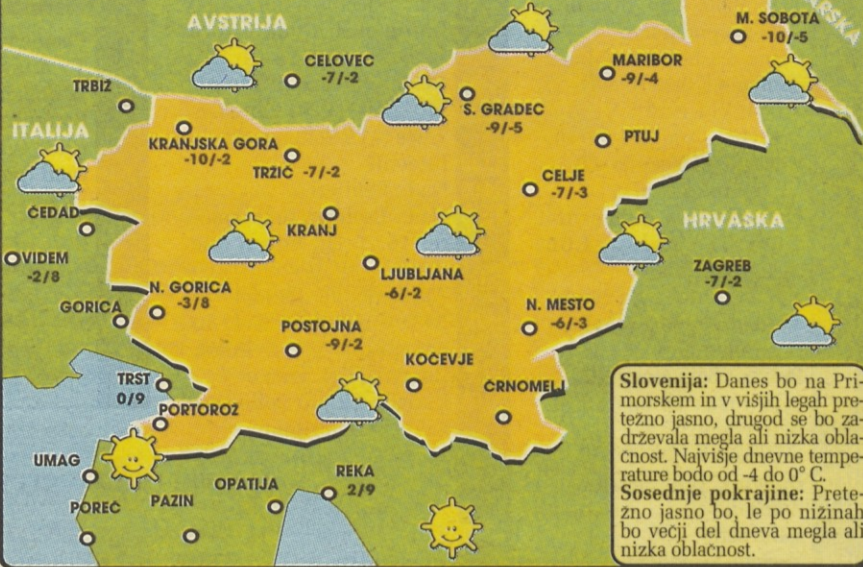 AVSTRIJA
M. SOBOTA
-10/-5
CELOVEC
-7/-2
MARIBOR
-9/-4
TRBIŽ
S. GRADEC
-9/-5
ITALIJA
KRANJSKA GORA
-10/-2
PTUJ
TRŽIČ -7/-2
CELJE
-7/-3
ČEDAD
KRANJ
HRVAŠKA
VIDEM
-2/8
LJUBLJANA
-6/-2
ZAGREB
-7/-2
N. GORICA
-3/8
GORICA
N. MESTO
-6/-3
POSTOJNA
-9/-2
KOČEVJE
TRST
0/9
ČRNOMELJ
PORTOROŽ
UMAG
REKA
2/9
OPATIJA
PAZIN
POREČ
Slovenija: Danes bo na Pri-
morskem in v višjih legah pre-
težno jasno, drugod se bo za-
drževala megla ali nizka obla-
čnost. Najvišje dnevne tempe-
rature bodo od -4 do 0° C.
Sosednje pokrajine: Prete-
žno jasno bo, le po nižinah
bo večji del dneva megla ali
nizka oblačnost.